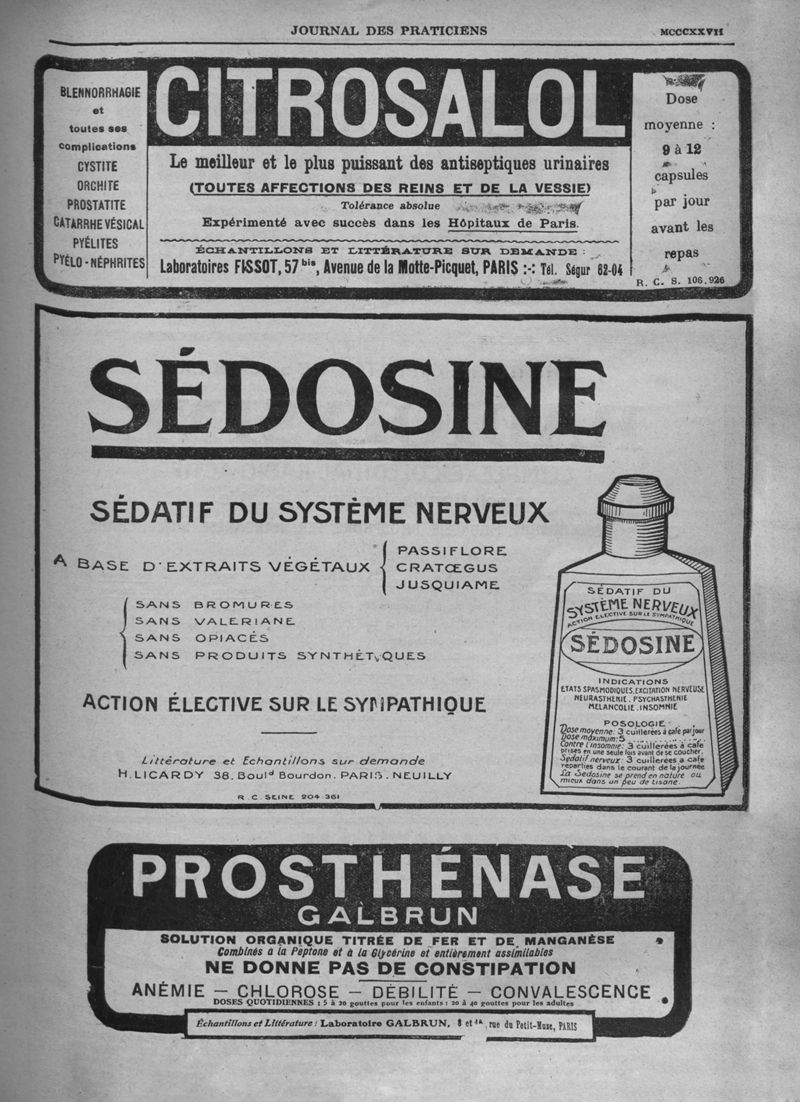 JOURNAL DES PRATICIENS
MCCCXXVII
BLENNORRHAGIE
et
toutes ses
complications
CYSTITE
ORCHITE
PROSTATITE
CATARRHE VÉSICAL
PYÉLITES
PYÉLO-NÉPHRITES
CITROSALOL
Le meilleur et le plus puissant des antiseptiques urinaires
(TOUTES AFFECTIONS DES REINS ET DE LA VESSIE)
Tolérance absolue
Expérimenté avec succès dans les Hôpitaux de Paris.
ÉCHANTILLONS ET LITTÉRATURE SUR DEMANDE :
Laboratoires FISSOT, 57 bis, Avenue de la Motte-Picquet, PARIS :-: Tél. Ségur 62-04
Dose
moyenne :
9 à 12
capsules
par jour
avant les
repas
R. C. S. 106.926
SÉDOSINE
SÉDATIF DU SYSTÈME NERVEUX
A BASE D'EXTRAITS VÉGÉTAUX
PASSIFLORE
CRATŒGUS
JUSQUIAME
SANS BROMURES
SANS VALERIANE
SANS OPIACÉS
SANS PRODUITS SYNTHÉTIQUES
ACTION ÉLECTIVE SUR LE SYMPATHIQUE
Littérature et Echantillons sur demande
H. LICARDY 38. Bould Bourdon. PARIS. NEUILLY
R. C. SEINE 204 361
SÉDATIF DU
SYSTÈME NERVEUX
ACTION ELECTIVE SUR LE SYMPATHIQUE
SÉDOSINE
INDICATIONS
ETATS SPASMODIQUES, EXCITATION NERVEUSE
NEURASTHENIE. PSYCHASTHENIE
MELANCOLIE. INSOMNIE
POSOLOGIE
Dose moyenne: 3 cuillerées à café par jour
Dose maximum: 5
Contre l'insomnie: 3 cuillerées à café
prises en une seule fois avant de se coucher.
Sédatif nerveux: 3 cuillerées a café
reparties dans le courant de la journée
La Sédosine se prend en nature ou
mieux dans un peu de tisane.
PROSTHÉNASE
GALBRUN
SOLUTION ORGANIQUE TITRÉE DE FER ET DE MANGANÈSE
Combinés à la Peptone et à la Glycérine et entièrement assimilables
NE DONNE PAS DE CONSTIPATION
ANÉMIE — CHLOROSE — DÉBILITÉ — CONVALESCENCE
DOSES QUOTIDIENNES : 5 à 20 gouttes pour les enfants : 20 à 40 gouttes pour les adultes
Échantillons et Littérature : Laboratoire GALBRUN, 8 et 1A, rue du Petit-Musc, PARIS